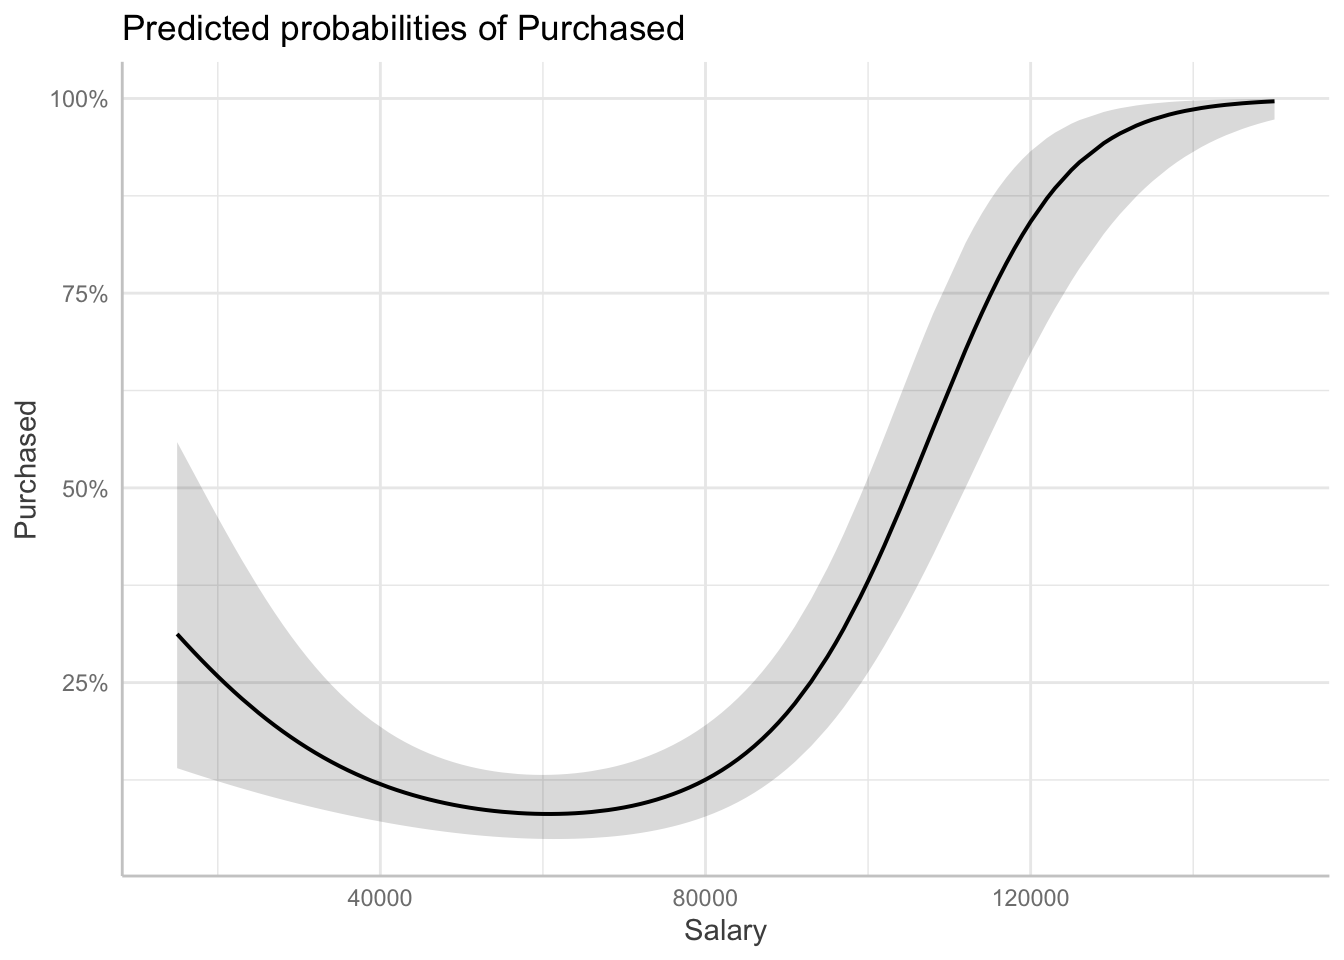 Predicted probabilities of Purchased
100%
75%
50%
25%
Purchased
40000
80000
120000
Salary